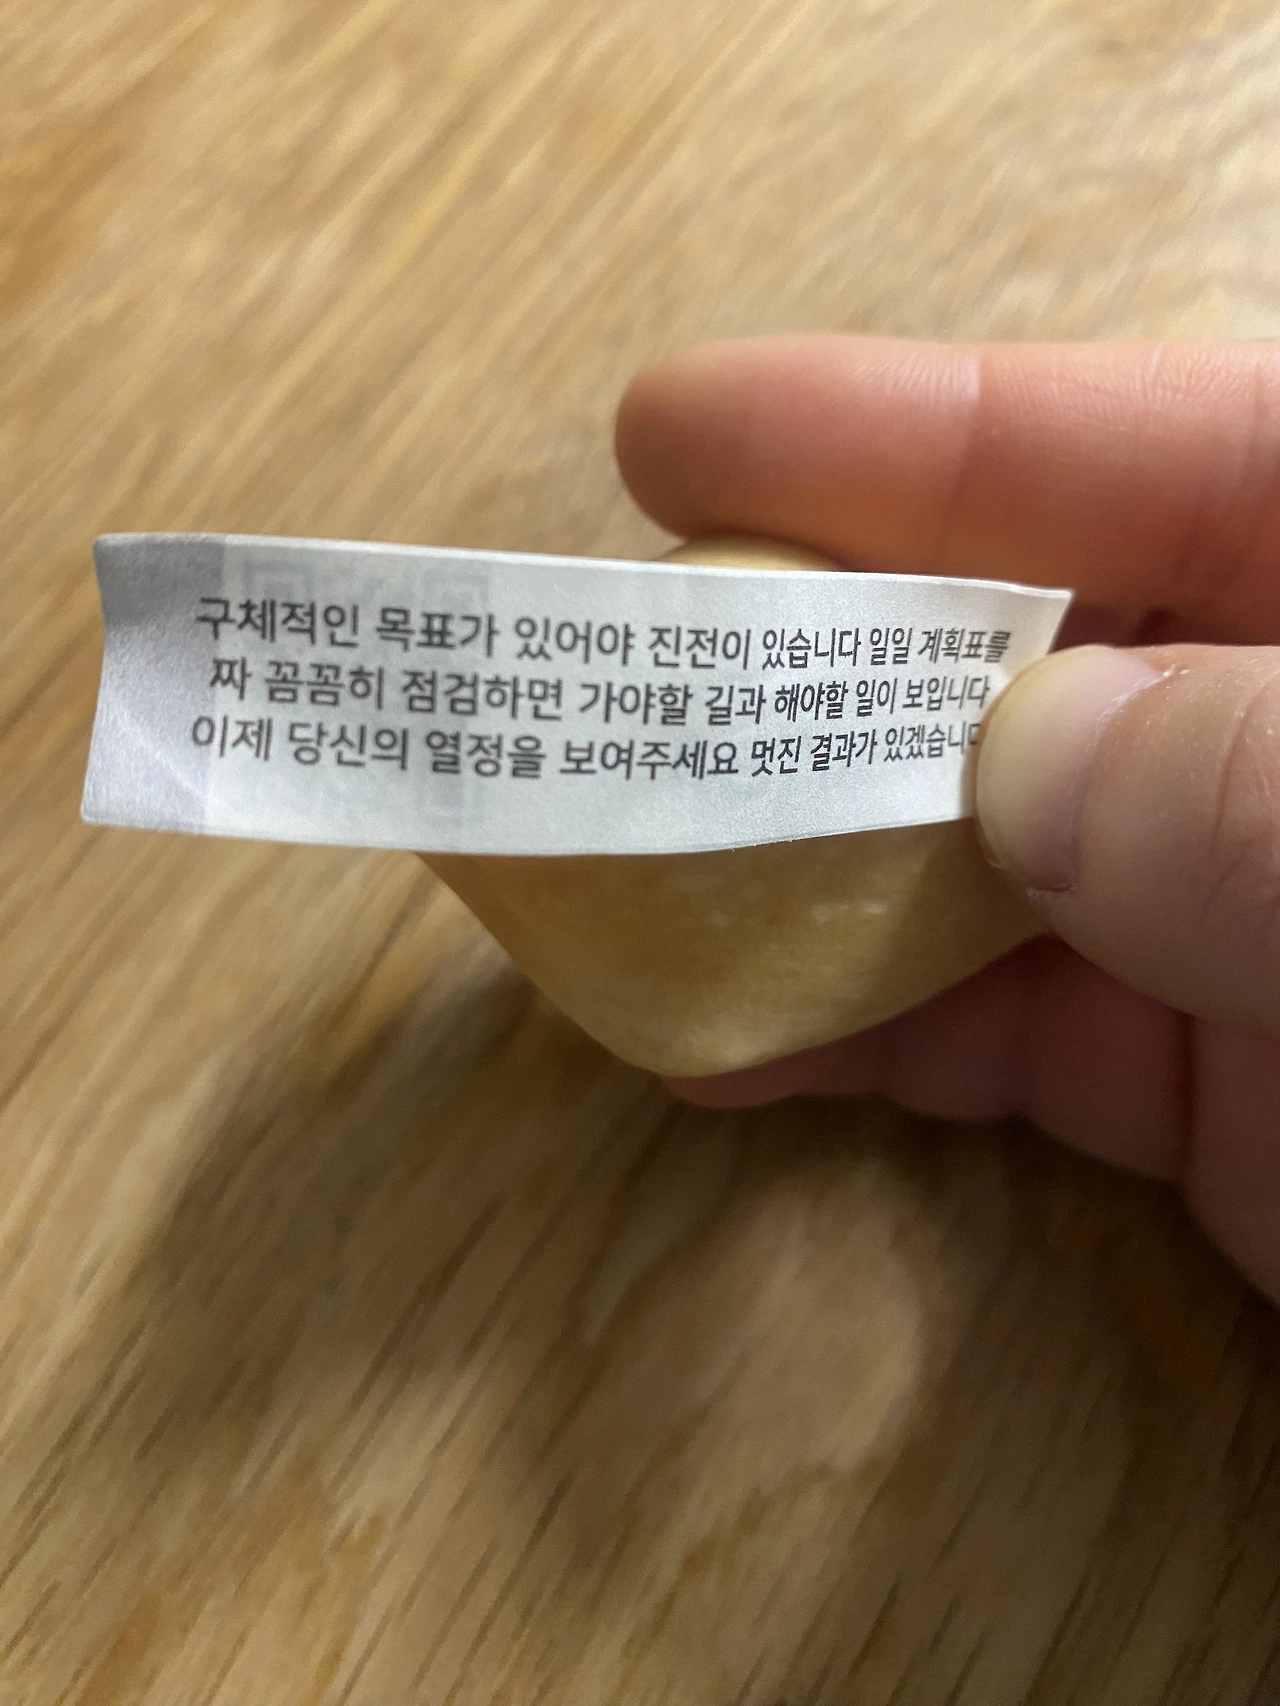 구체적인 목표가 있어야 진전이 있습니다 일일 계획표를
짜 꼼꼼히 점검하면 가야할 길과 해야할 일이 보입니다
이제 당신의 열정을 보여주세요 멋진 결과가 있겠습니다